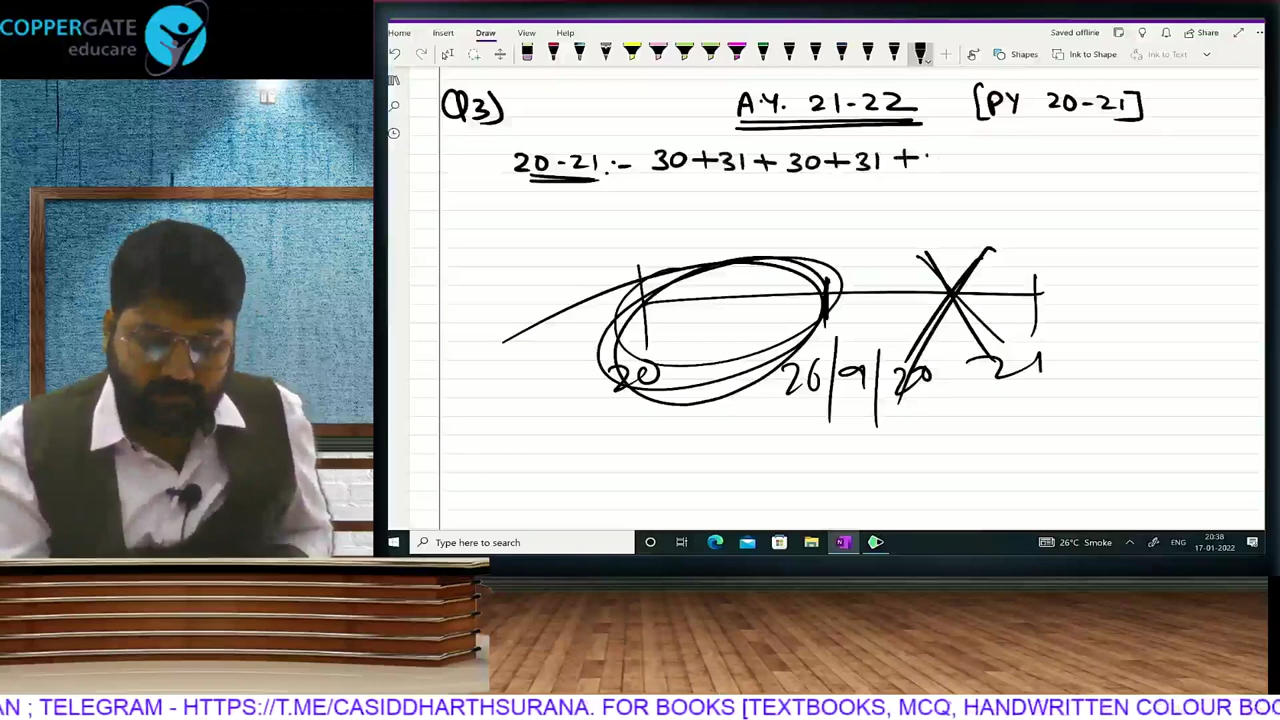 COPPERGATE
educare
Home Insert Draw View Help
Saved offline
Share
Shapes
Ink to Shape
Ink to Text
Q3) A.Y. 21-22 [PY 20-21]
20-21:- 30+31+30+31+
20 26/9/20 21
Type here to search
26°C Smoke
ENG
20:38
17-01-2022
AN ; TELEGRAM - HTTPS://T.ME/CASIDDHARTHSURANA. FOR BOOKS [TEXTBOOKS, MCQ, HANDWRITTEN COLOUR BO